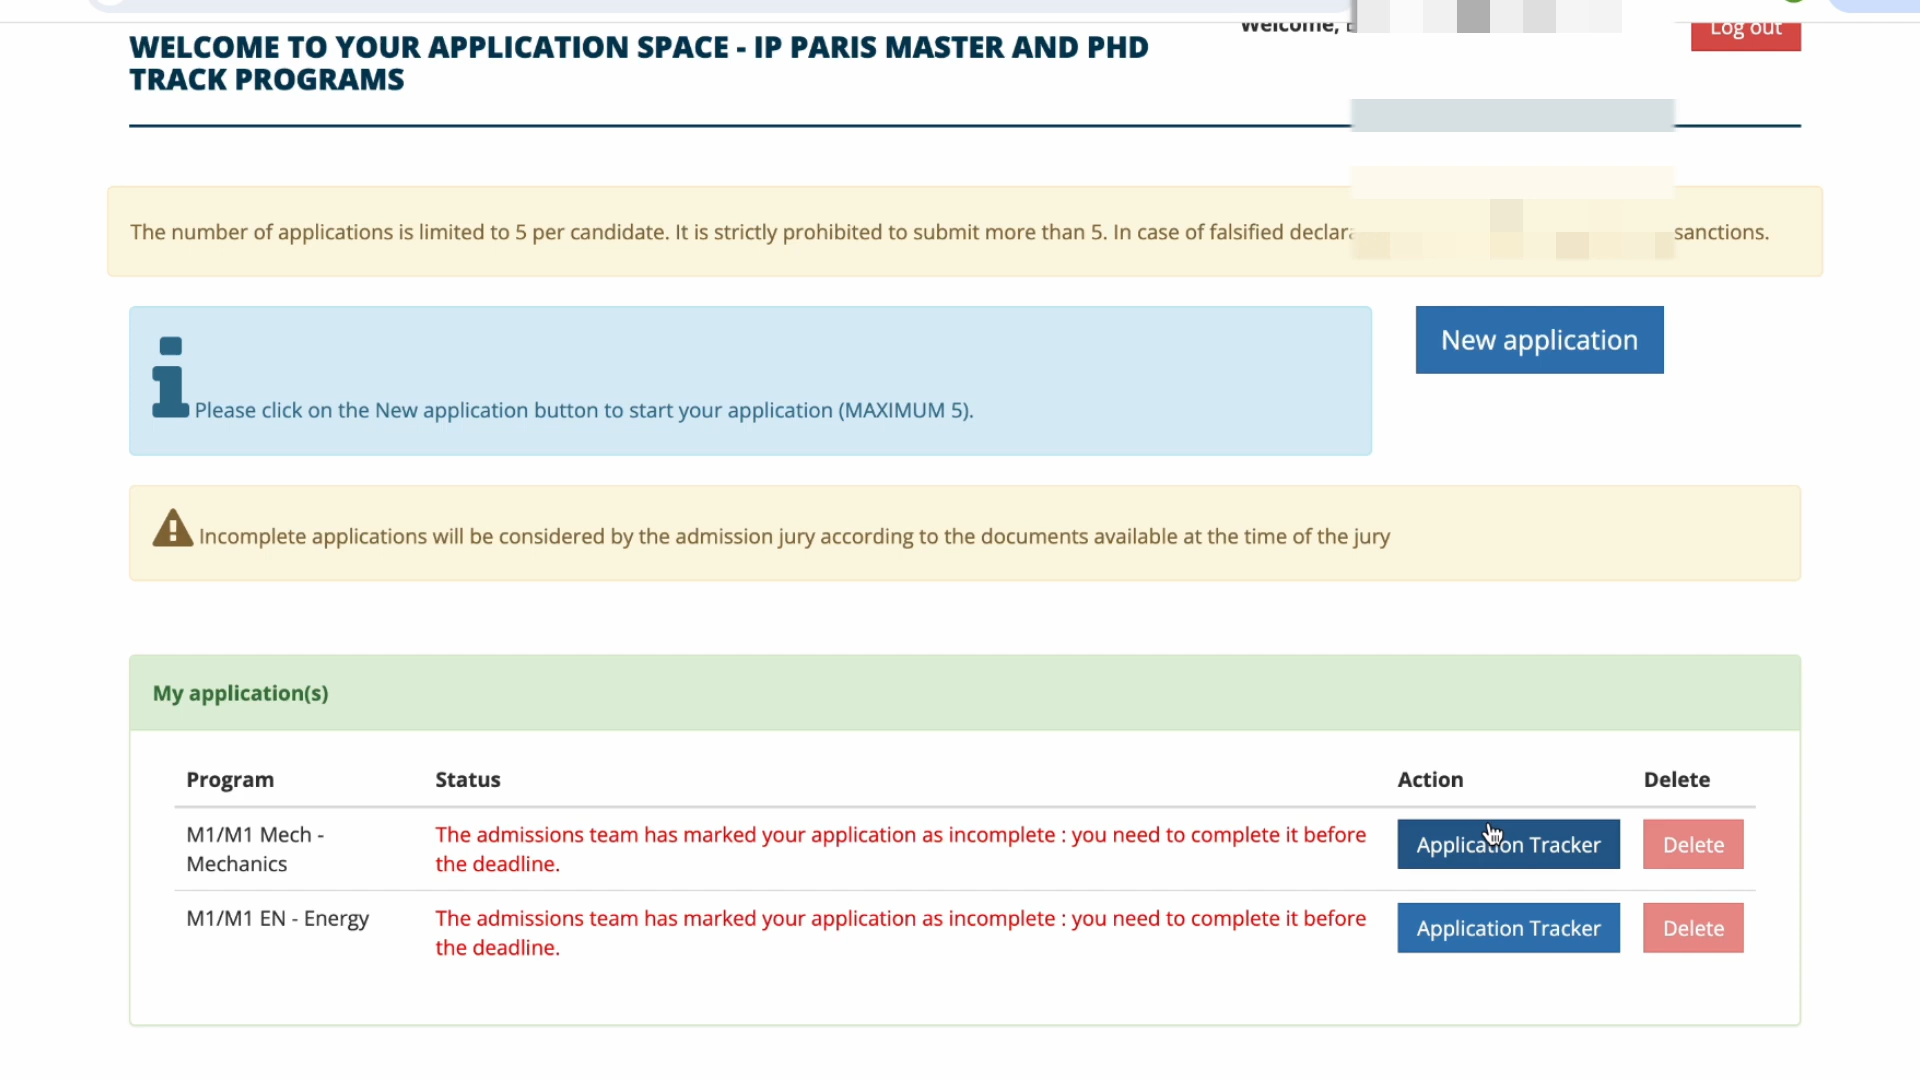 Welcome,
Log out
WELCOME TO YOUR APPLICATION SPACE - IP PARIS MASTER AND PHD
TRACK PROGRAMS
The number of applications is limited to 5 per candidate. It is strictly prohibited to submit more than 5. In case of falsified sanctions.
New application
Please click on the New application button to start your application (MAXIMUM 5).
Incomplete applications will be considered by the admission jury according to the documents available at the time of the jury
My application(s)
Program Status Action Delete
M1/M1 Mech -
Mechanics
The admissions team has marked your application as incomplete : you need to complete it before
the deadline.
Application Tracker
Delete
M1/M1 EN - Energy
The admissions team has marked your application as incomplete : you need to complete it before
the deadline.
Application Tracker
Delete